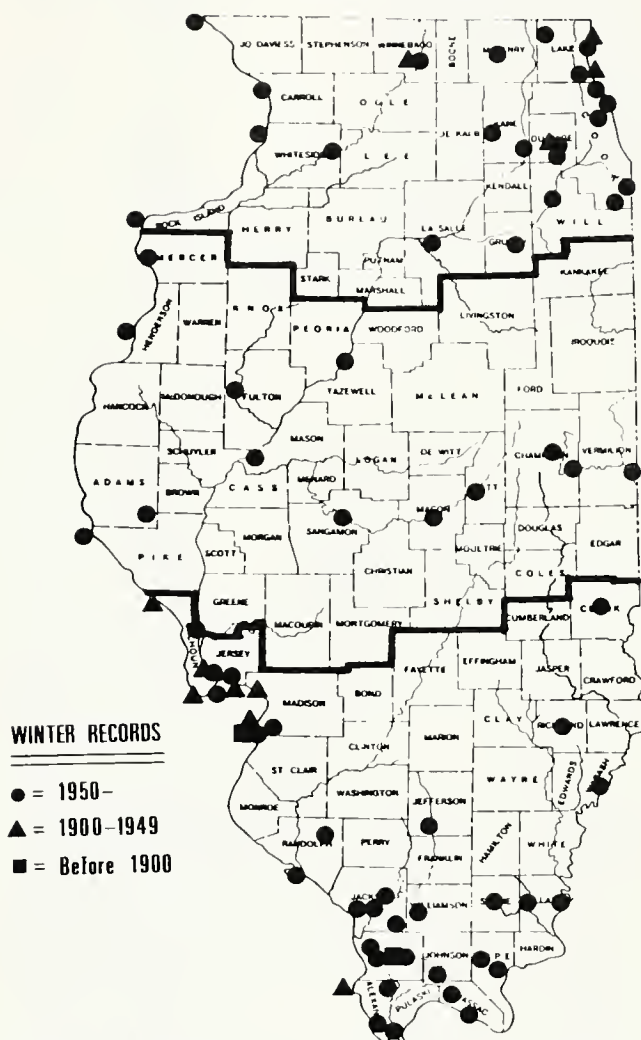 JO DAVIESS STEPHENSON WINNEBAGO BOONE LAKE
CARROLL OGLE
KANE
WHITESIDE LEE COOK
KENDALL
ROCK ISLAND WILL
HENRY BUREAU LA SALLE
GRUNDY
MERCER PUTNAM
STARK KANKAKEE
MARSHALL
KNOX LIVINGSTON
HENDERSON WARREN PEORIA WOODFORD
IROQUOIS
FORD
FULTON TAZEWELL McLEAN
HANCOCK McDONOUGH
MASON
SCHUYLER LOGAN DE WITT CHAMPAIGN VERMILION
ADAMS MENARD
BROWN CASS MACON
SANGAMON
MORGAN DOUGLAS
SCOTT MOULTRIE EDGAR
PIKE CHRISTIAN
COLES
SHELBY
GREENE CUMBERLAND CLARK
MACOUPIN MONTGOMERY
JERSEY FAYETTE EFFINGHAM JASPER
CRAWFORD
MADISON BOND
CLAY
MARION RICHLAND LAWRENCE
CLINTON
ST CLAIR
WAYNE EDWARDS WABASH
WASHINGTON
MONROE JEFFERSON
RANDOLPH PERRY HAMILTON WHITE
FRANKLIN
WILLIAMSON
HARDIN
JOHNSON
PULASKI
WINTER RECORDS
● = 1950-
▲ = 1900-1949
■ = Before 1900